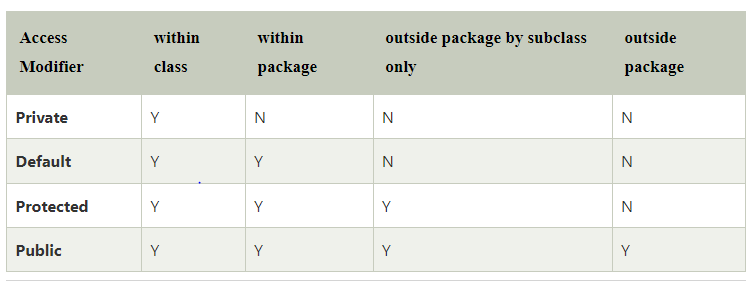 Access within within outside package by subclass outside
Modifier class package only package
Private Y N N N
Default Y Y N N
Protected Y Y Y N
Public Y Y Y Y